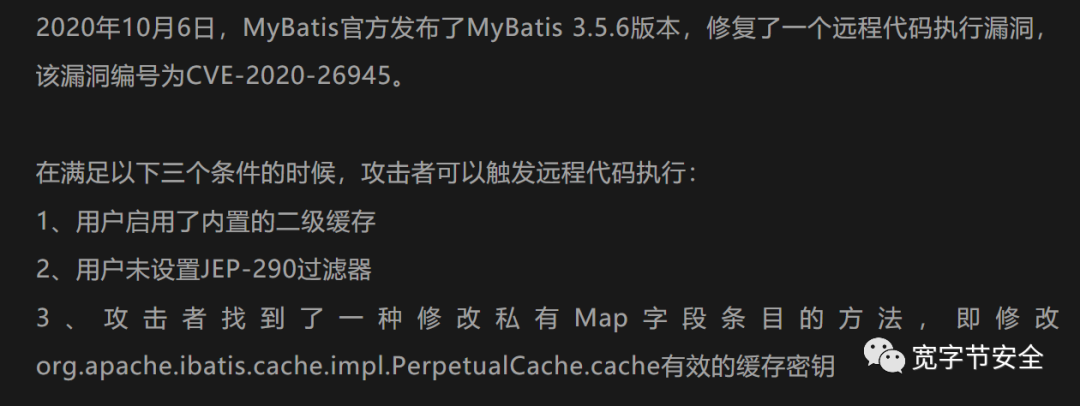 2020年10月6日，MyBatis官方发布了MyBatis 3.5.6版本，修复了一个远程代码执行漏洞，
该漏洞编号为CVE-2020-26945。
在满足以下三个条件的时候，攻击者可以触发远程代码执行：
1、用户启用了内置的二级缓存
2、用户未设置JEP-290过滤器
3、攻击者找到了一种修改私有Map字段条目的方法，即修改
org.apache.ibatis.cache.impl.PerpetualCache.cache有效的缓存密钥
宽字节安全